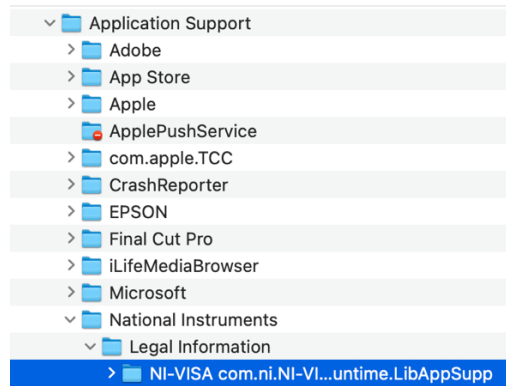 Application Support
Adobe
App Store
Apple
ApplePushService
com.apple.TCC
CrashReporter
EPSON
Final Cut Pro
iLifeMediaBrowser
Microsoft
National Instruments
Legal Information
NI-VISA com.ni.NI-VI...untime.LibAppSupp